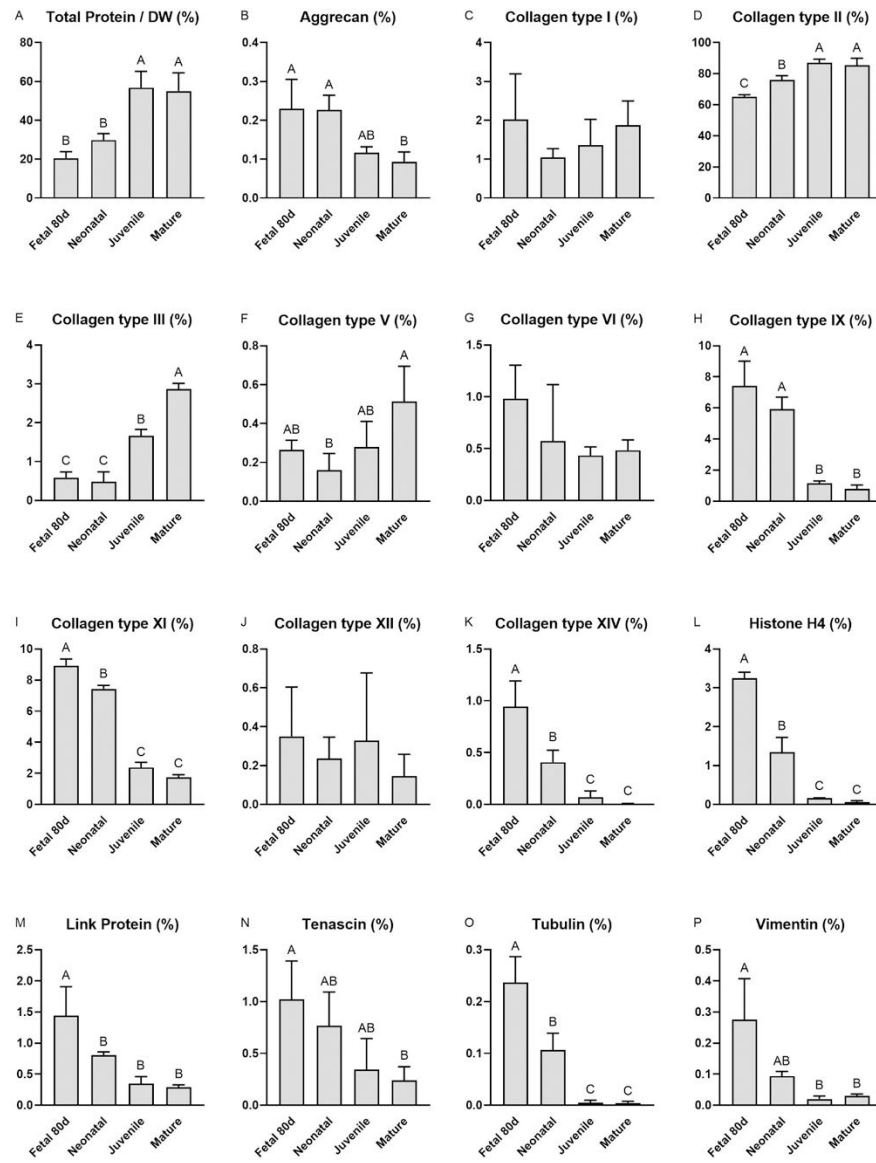 A Total Protein / DW (%)
80
60
40
20
0
B
B
A
A
Fetal 80d
Neonatal
Juvenile
Mature
B Aggrecan (%)
0.4
0.3
0.2
0.1
0.0
A
A
AB
B
Fetal 80d
Neonatal
Juvenile
Mature
C Collagen type I (%)
4
3
2
1
0
Fetal 80d
Neonatal
Juvenile
Mature
D Collagen type II (%)
100
80
60
40
20
0
C
B
A
A
Fetal 80d
Neonatal
Juvenile
Mature
E Collagen type III (%)
4
3
2
1
0
C
C
B
A
Fetal 80d
Neonatal
Juvenile
Mature
F Collagen type V (%)
0.8
0.6
0.4
0.2
0.0
AB
B
AB
A
Fetal 80d
Neonatal
Juvenile
Mature
G Collagen type VI (%)
1.5
1.0
0.5
0.0
Fetal 80d
Neonatal
Juvenile
Mature
H Collagen type IX (%)
10
8
6
4
2
0
A
A
B
B
Fetal 80d
Neonatal
Juvenile
Mature
I Collagen type XI (%)
10
8
6
4
2
0
A
B
C
C
Fetal 80d
Neonatal
Juvenile
Mature
J Collagen type XII (%)
0.8
0.6
0.4
0.2
0.0
Fetal 80d
Neonatal
Juvenile
Mature
K Collagen type XIV (%)
1.5
1.0
0.5
0.0
A
B
C
C
Fetal 80d
Neonatal
Juvenile
Mature
L Histone H4 (%)
4
3
2
1
0
A
B
C
C
Fetal 80d
Neonatal
Juvenile
Mature
M Link Protein (%)
2.5
2.0
1.5
1.0
0.5
0.0
A
B
B
B
Fetal 80d
Neonatal
Juvenile
Mature
N Tenascin (%)
1.5
1.0
0.5
0.0
A
AB
AB
B
Fetal 80d
Neonatal
Juvenile
Mature
O Tubulin (%)
0.3
0.2
0.1
0.0
A
B
C
C
Fetal 80d
Neonatal
Juvenile
Mature
P Vimentin (%)
0.5
0.4
0.3
0.2
0.1
0.0
A
AB
B
B
Fetal 80d
Neonatal
Juvenile
Mature